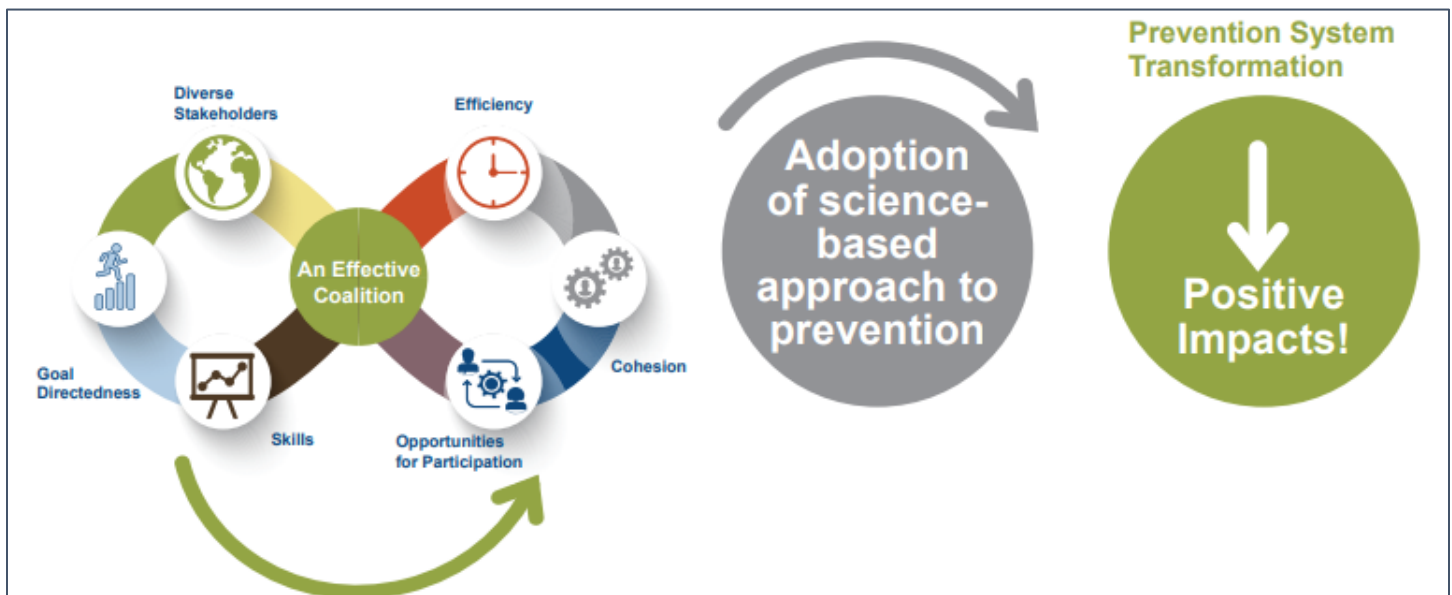 Diverse
Stakeholders
Efficiency
An Effective
Coalition
Goal
Directedness
Skills
Opportunities
for Participation
Cohesion
Adoption
of science-
based
approach to
prevention
Prevention System
Transformation
Positive
Impacts!